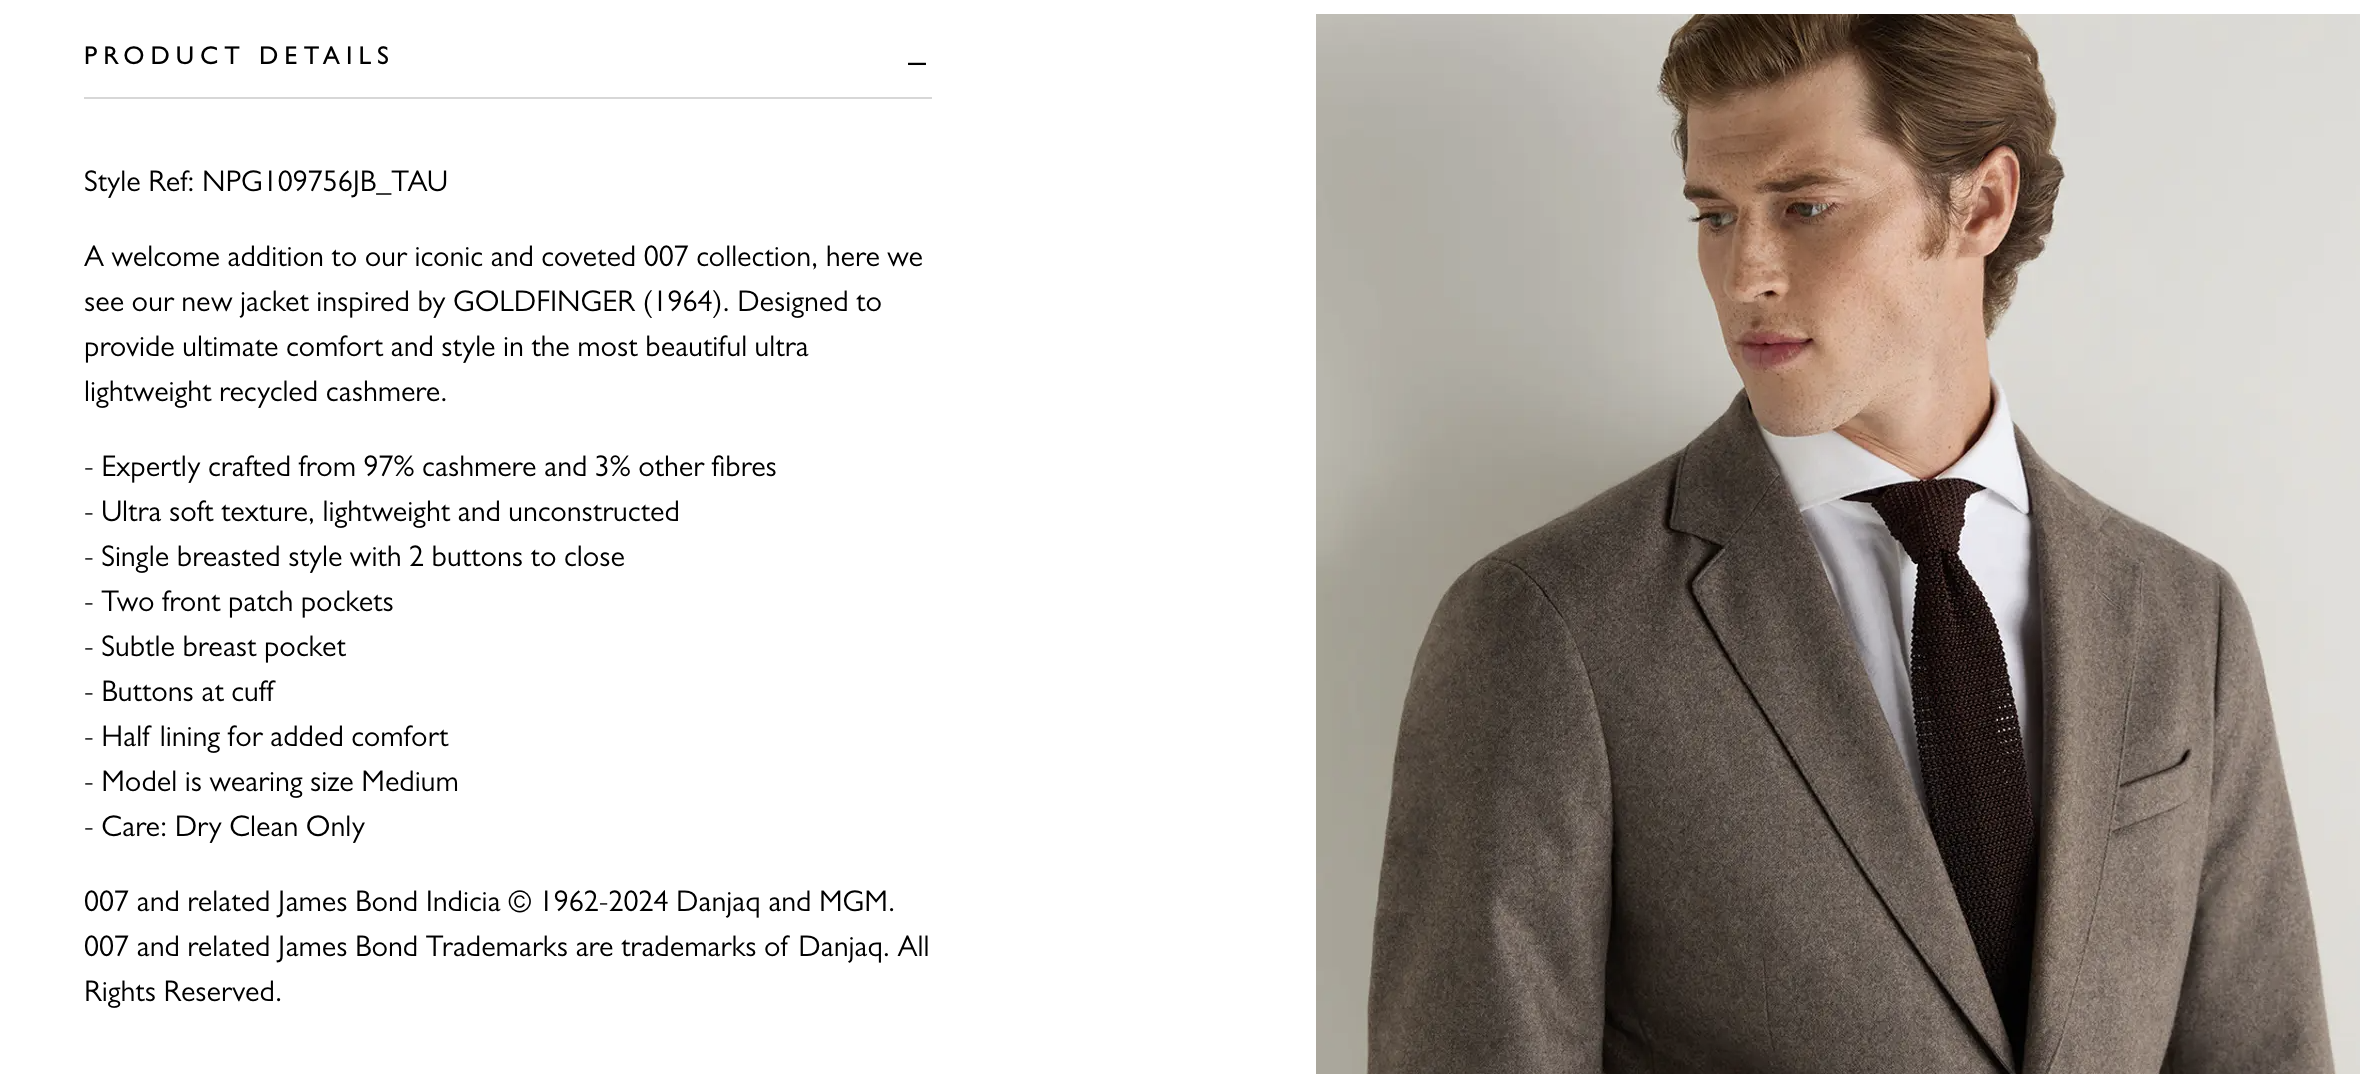 PRODUCT DETAILS
Style Ref: NPG109756JB_TAU
A welcome addition to our iconic and coveted 007 collection, here we
see our new jacket inspired by GOLDFINGER (1964). Designed to
provide ultimate comfort and style in the most beautiful ultra
lightweight recycled cashmere.
- Expertly crafted from 97% cashmere and 3% other fibres
- Ultra soft texture, lightweight and unconstructed
- Single breasted style with 2 buttons to close
- Two front patch pockets
- Subtle breast pocket
- Buttons at cuff
- Half lining for added comfort
- Model is wearing size Medium
- Care: Dry Clean Only
007 and related James Bond Indicia © 1962-2024 Danjaq and MGM.
007 and related James Bond Trademarks are trademarks of Danjaq. All
Rights Reserved.